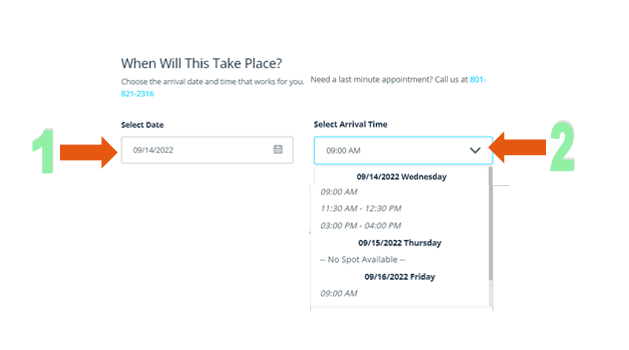 When Will This Take Place?
Choose the arrival date and time that works for you. Need a last minute appointment? Call us at 801-
821-2316
Select Date
Select Arrival Time
1
09/14/2022
09:00 AM
2
09/14/2022 Wednesday
09:00 AM
11:30 AM - 12:30 PM
03:00 PM - 04:00 PM
09/15/2022 Thursday
-- No Spot Available --
09/16/2022 Friday
09:00 AM